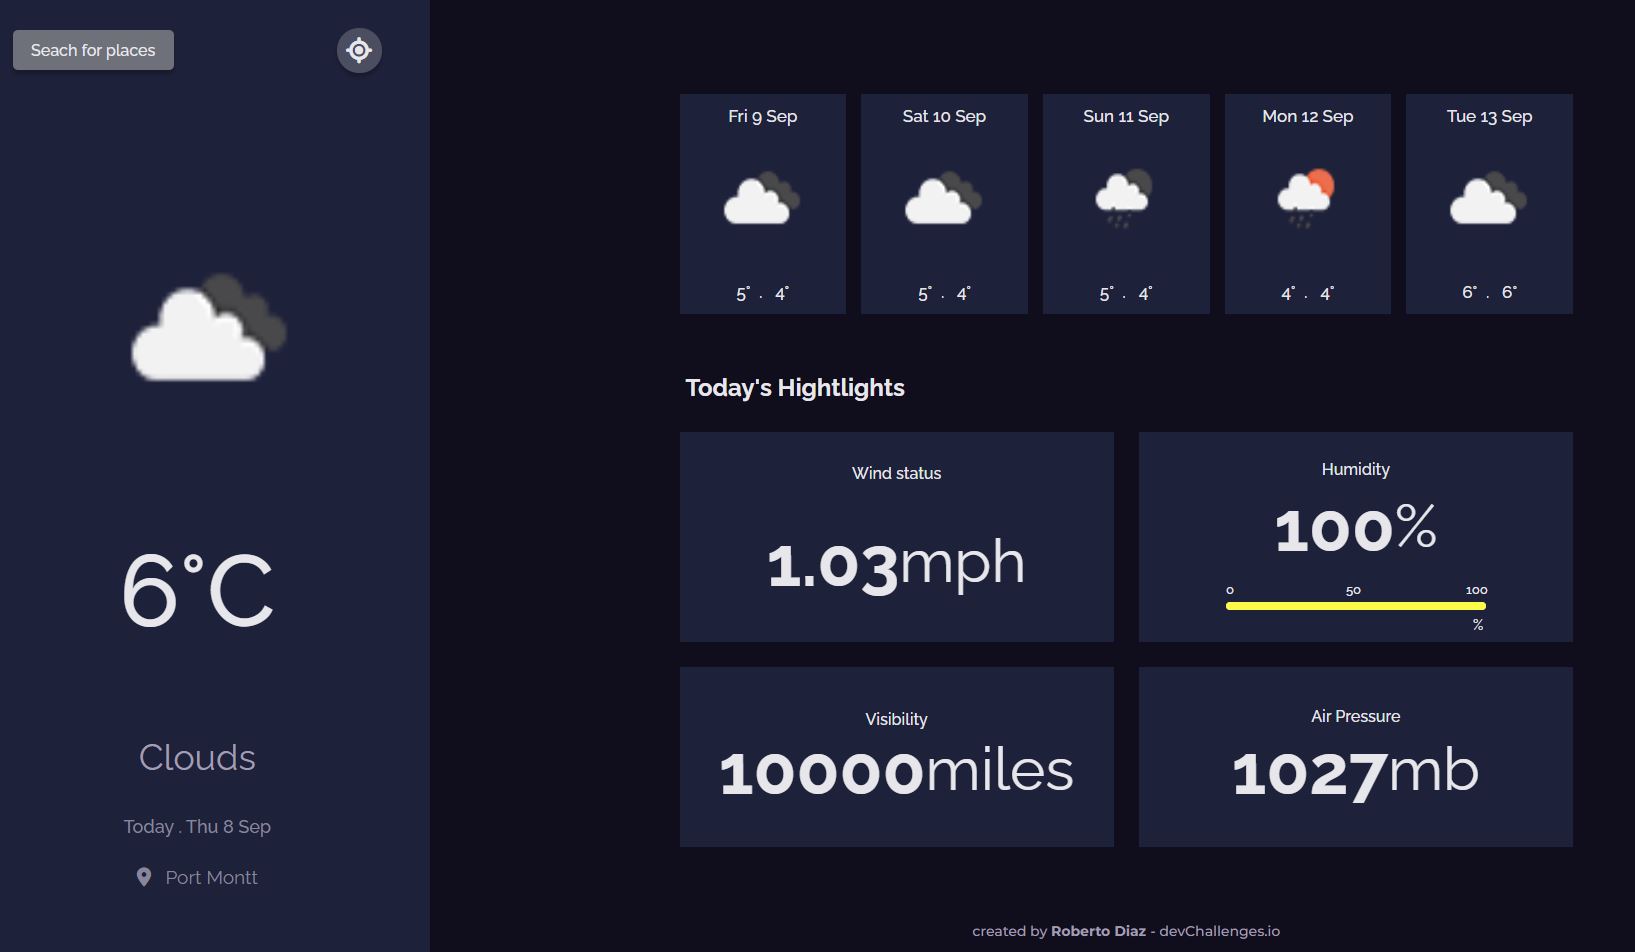 Seach for places
6°C
Clouds
Today . Thu 8 Sep
Port Montt
Fri 9 Sep
5° . 4°
Sat 10 Sep
5° . 4°
Sun 11 Sep
5° . 4°
Mon 12 Sep
4° . 4°
Tue 13 Sep
6° . 6°
Today's Hightlights
Wind status
1.03mph
Humidity
100%
0 50 100
%
Visibility
10000miles
Air Pressure
1027mb
created by Roberto Diaz - devChallenges.io